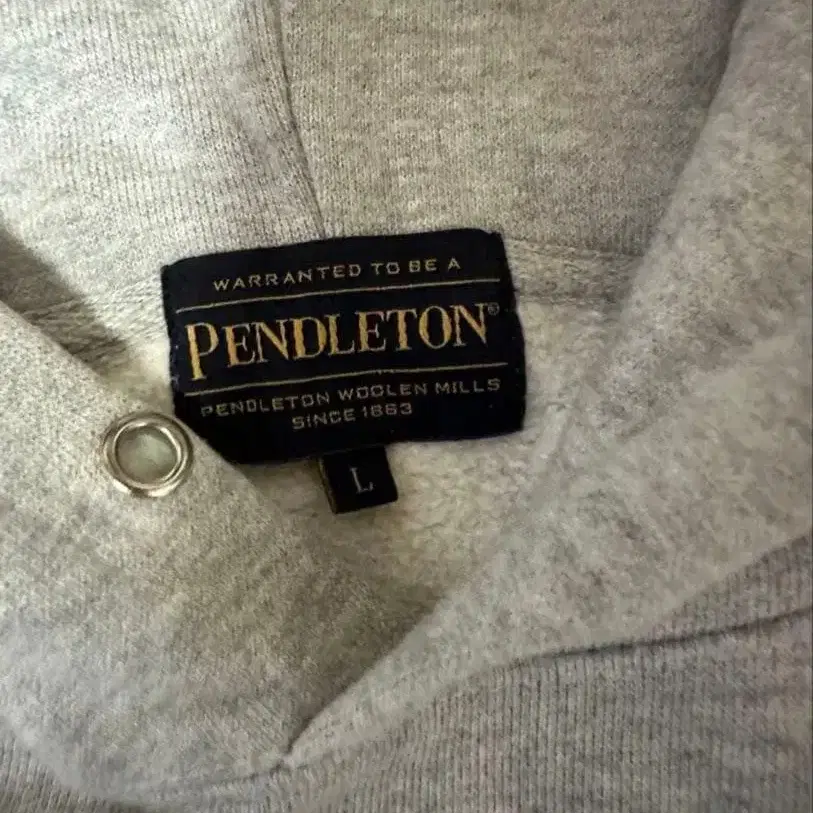 WARRANTED TO BE A
PENDLETON®
PENDLETON WOOLEN MILLS
SINCE 1863
L